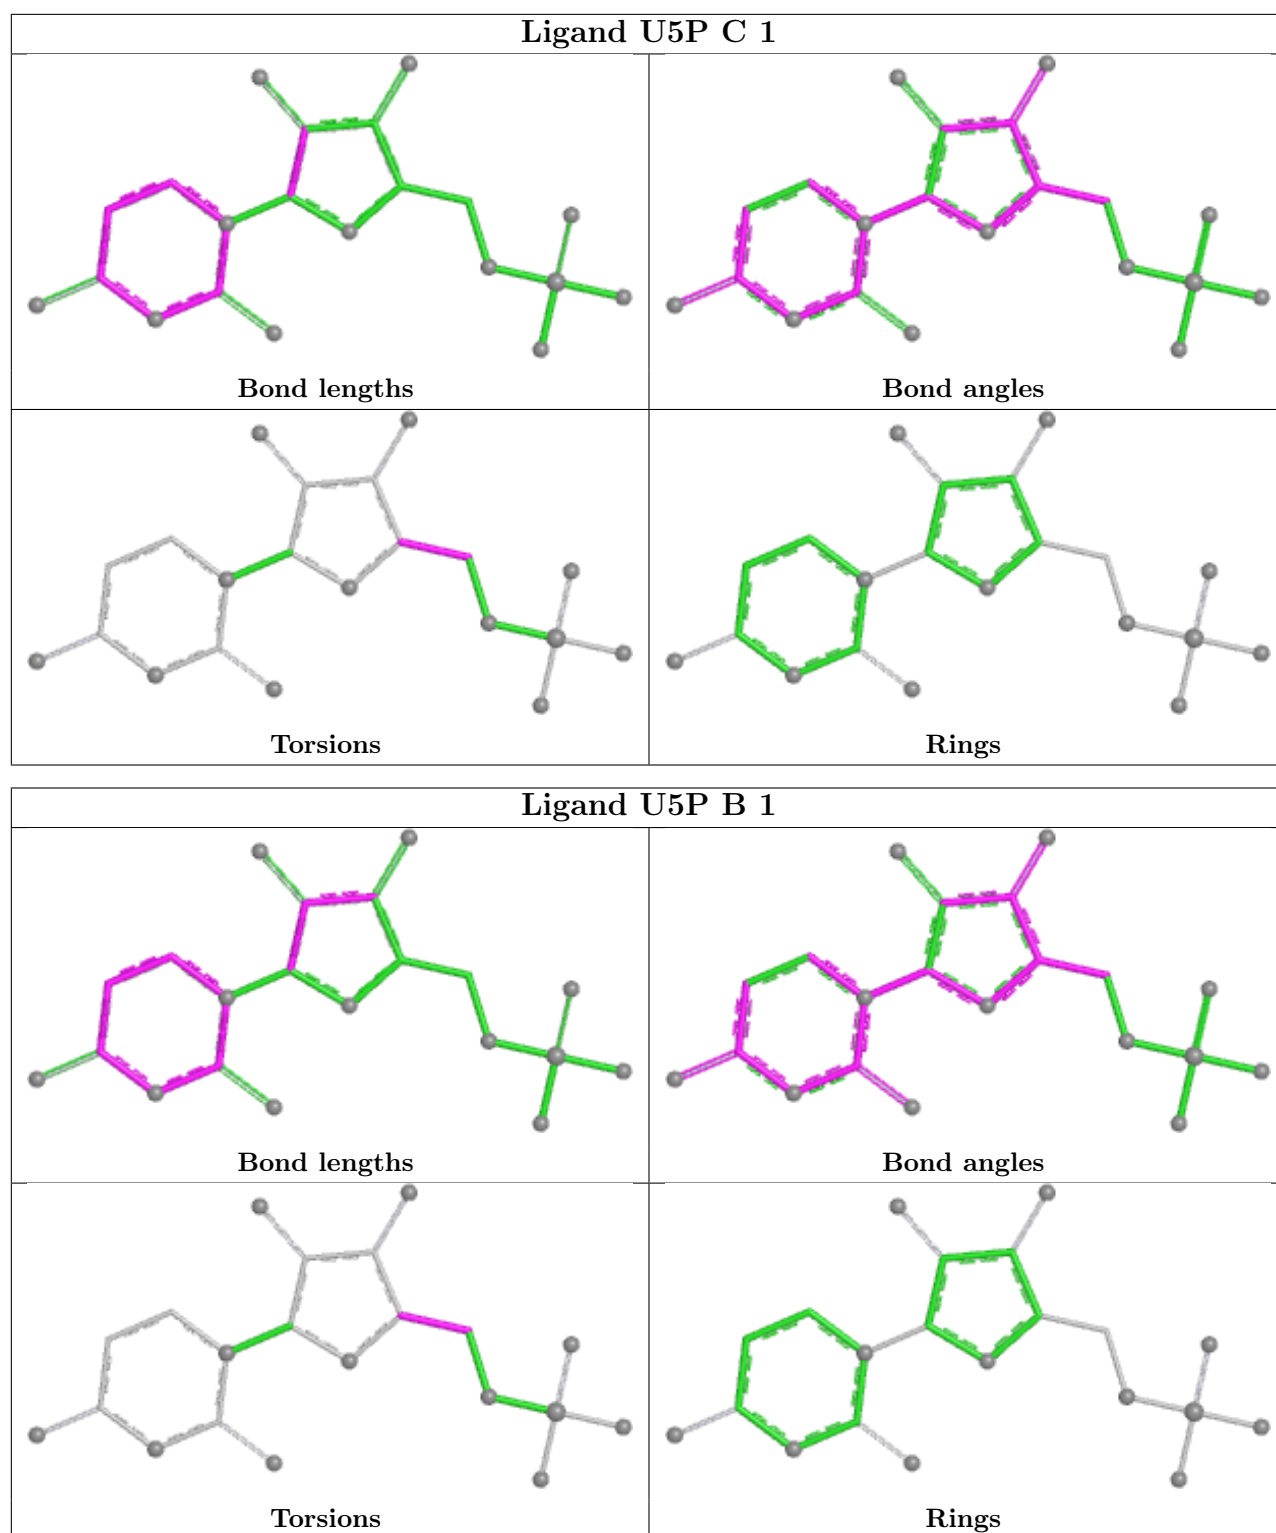 Ligand U5P C 1
Bond lengths
Bond angles
Torsions
Rings
Ligand U5P B 1
Bond lengths
Bond angles
Torsions
Rings